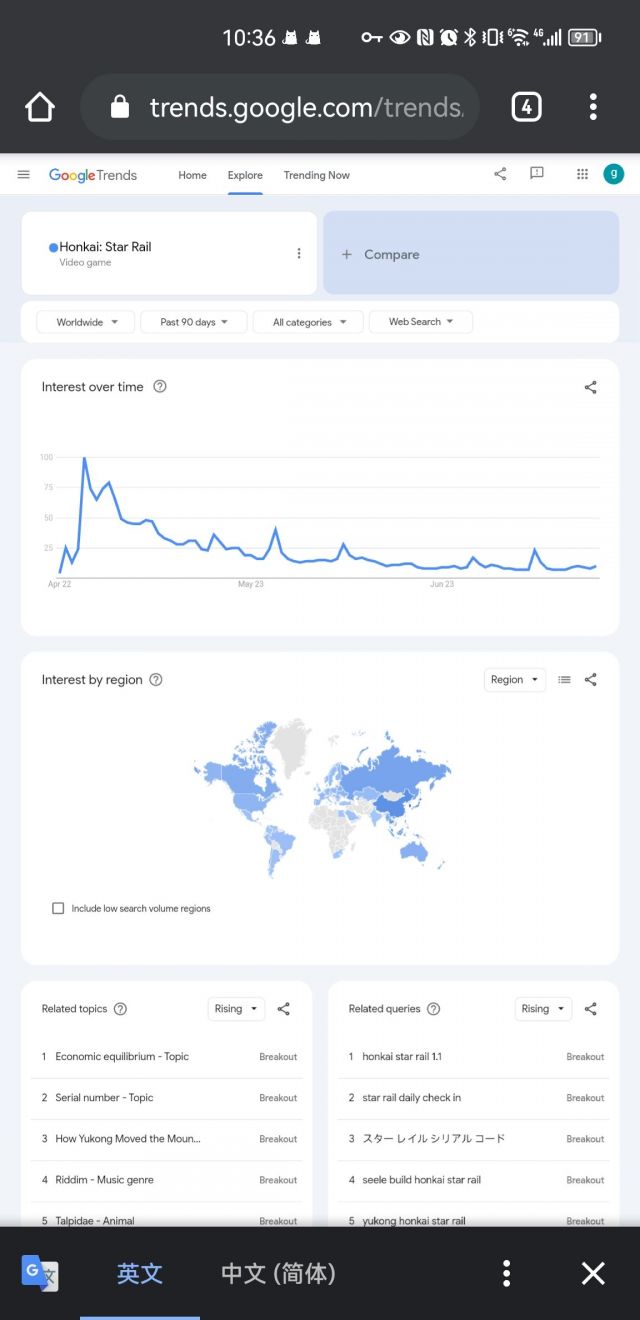 10:36
6
4G
91
trends.google.com/trends.
4
Google Trends
Home
Explore
Trending Now
g
Honkai: Star Rail
Video game
+ Compare
Worldwide
Past 90 days
All categories
Web Search
Interest over time
100
75
50
25
Apr 22
May 23
Jun 23
Interest by region
Region
Include low search volume regions
Related topics
Rising
1 Economic equilibrium - Topic Breakout
2 Serial number - Topic Breakout
3 How Yukong Moved the Moun... Breakout
4 Riddim - Music genre Breakout
5 Talpidae - Animal Breakout
Related queries
Rising
1 honkai star rail 1.1 Breakout
2 star rail daily check in Breakout
3 スター レイル シリアル コード Breakout
4 seele build honkai star rail Breakout
5 yukong honkai star rail Breakout
G 文
英文
中文 (简体)